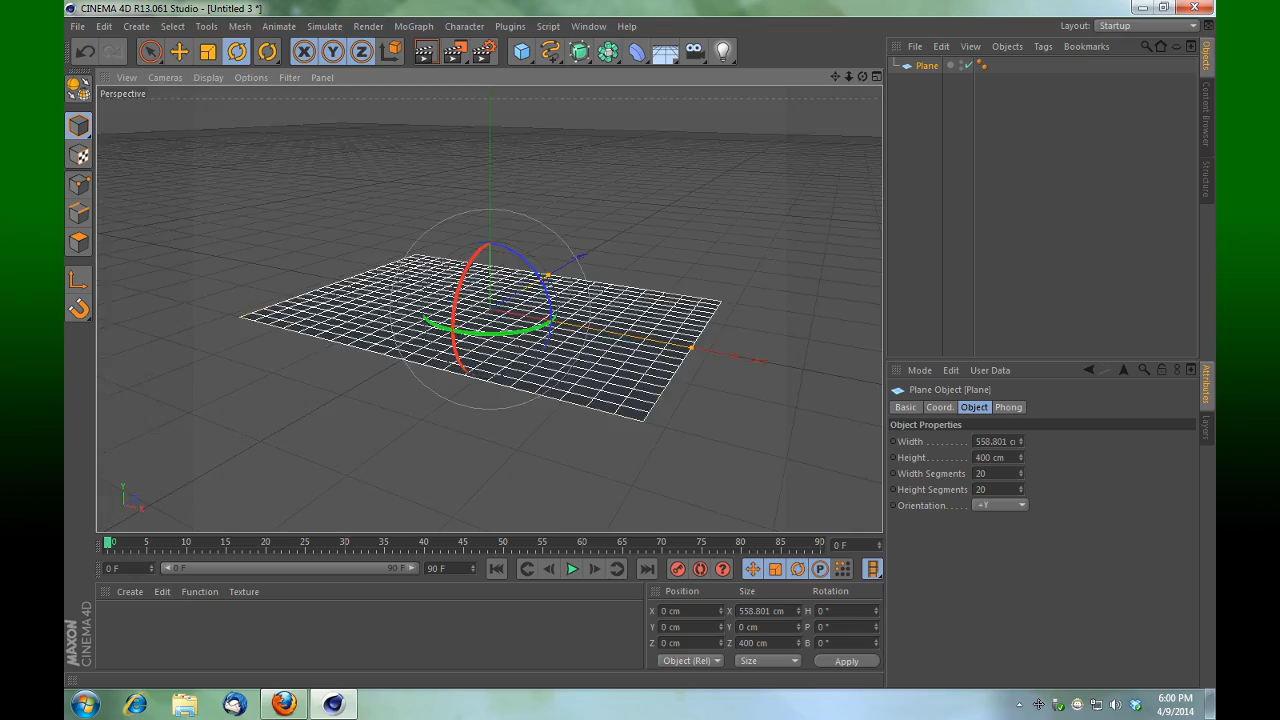 CINEMA 4D R13.061 Studio - [Untitled 3 *]
File Edit Create Select Tools Mesh Animate Simulate Render MoGraph Character Plugins Script Window Help
Layout: Startup
X Y Z
View Cameras Display Options Filter Panel
Perspective
Y
X
File Edit View Objects Tags Bookmarks
Plane
Objects
Content Browser
Structure
Mode Edit User Data
Plane Object [Plane]
Basic Coord. Object Phong
Object Properties
Width 558.801 c
Height 400 cm
Width Segments 20
Height Segments 20
Orientation +Y
Attributes
Layers
0 5 10 15 20 25 30 35 40 45 50 55 60 65 70 75 80 85 90
0 F
0 F 0 F 90 F 90 F
Create Edit Function Texture
Position Size Rotation
X 0 cm X 558.801 cm H 0 °
Y 0 cm Y 0 cm P 0 °
Z 0 cm Z 400 cm B 0 °
Object (Rel) Size Apply
MAXON
CINEMA 4D
6:00 PM
4/9/2014